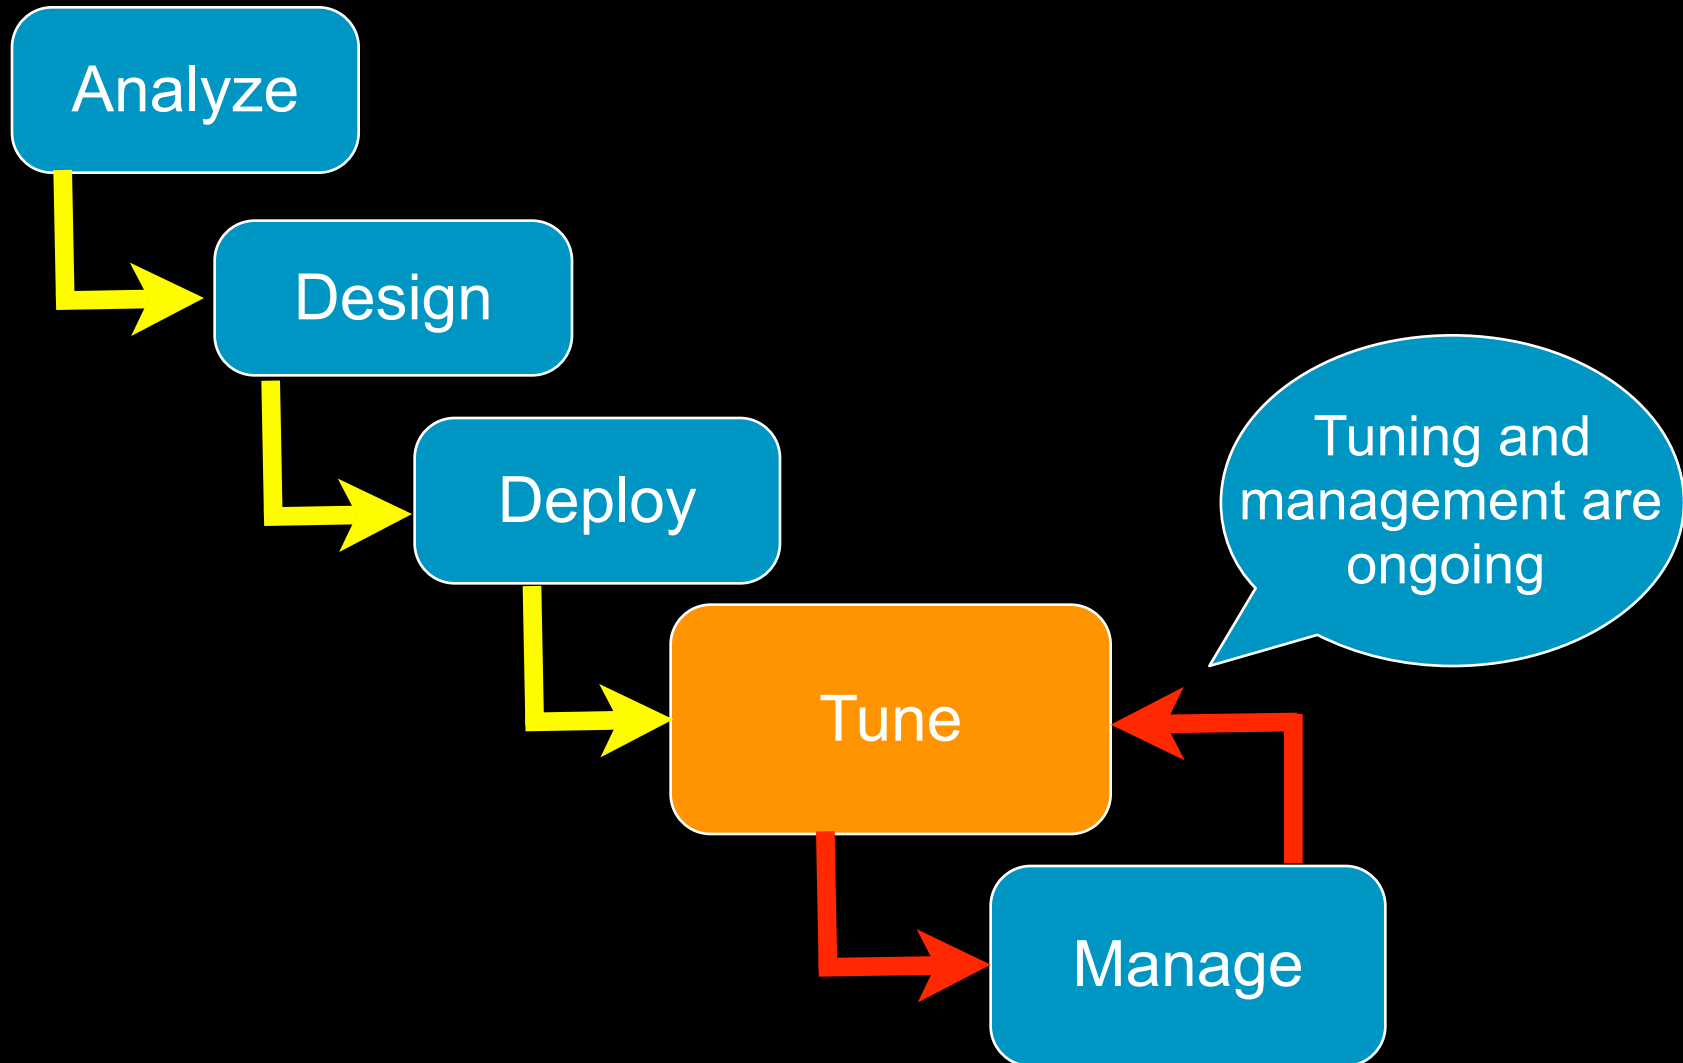 Analyze
Design
Deploy
Tuning and
management are
ongoing
Tune
Manage